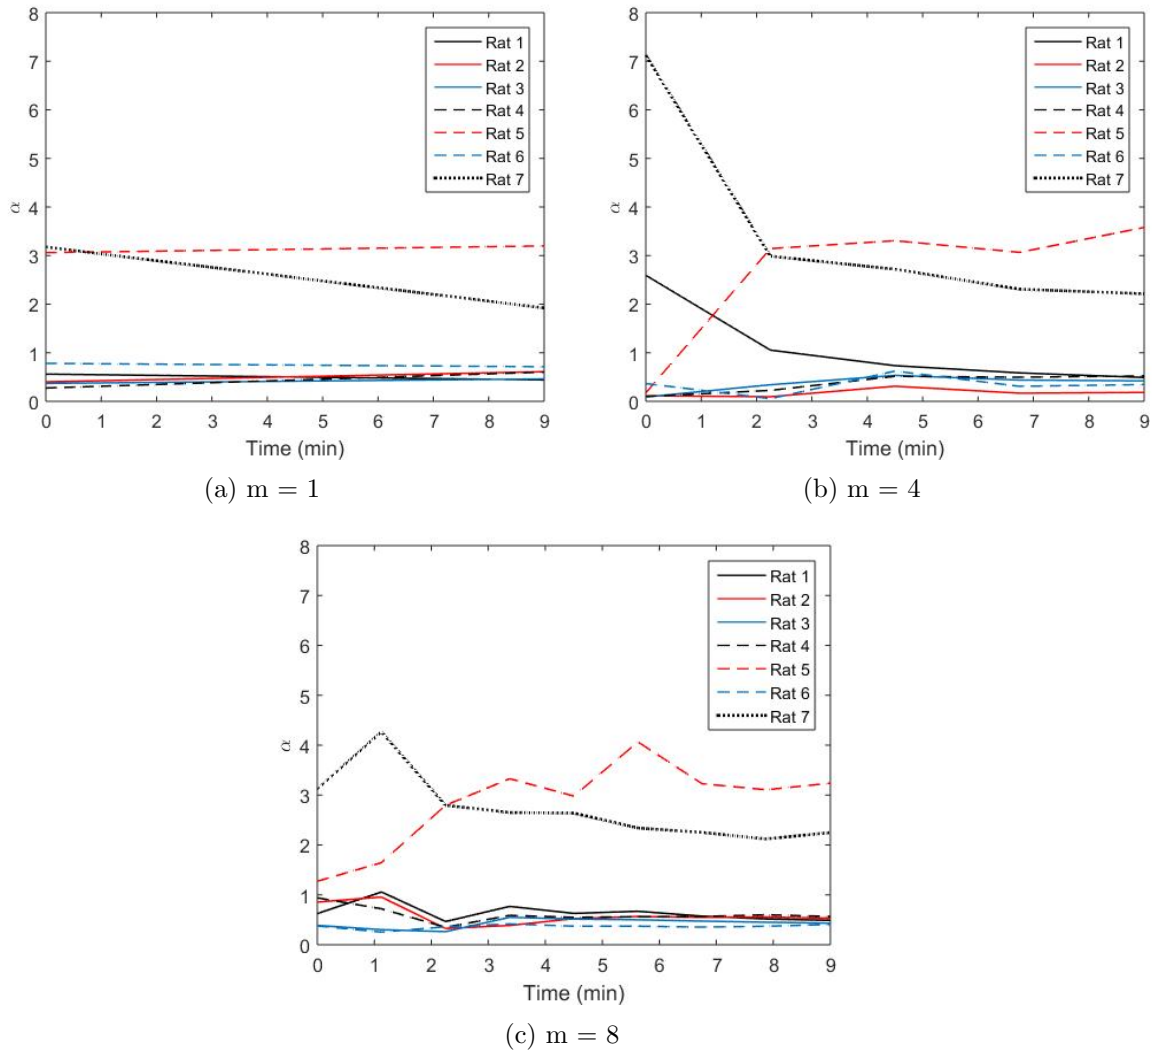 8
7
6
5
4
3
2
1
0
α
0 1 2 3 4 5 6 7 8 9
Time (min)
Rat 1
Rat 2
Rat 3
Rat 4
Rat 5
Rat 6
Rat 7
(a) m = 1
8
7
6
5
4
3
2
1
0
α
0 1 2 3 4 5 6 7 8 9
Time (min)
Rat 1
Rat 2
Rat 3
Rat 4
Rat 5
Rat 6
Rat 7
(b) m = 4
8
7
6
5
4
3
2
1
0
α
0 1 2 3 4 5 6 7 8 9
Time (min)
Rat 1
Rat 2
Rat 3
Rat 4
Rat 5
Rat 6
Rat 7
(c) m = 8